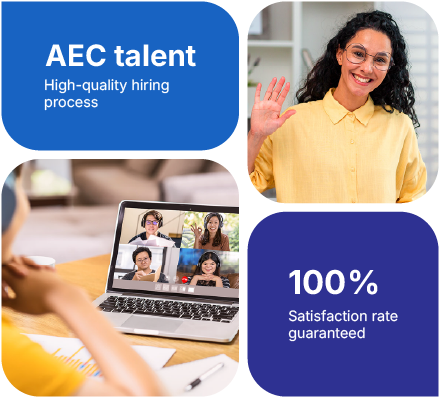 AEC talent
High-quality hiring
process
100%
Satisfaction rate
guaranteed